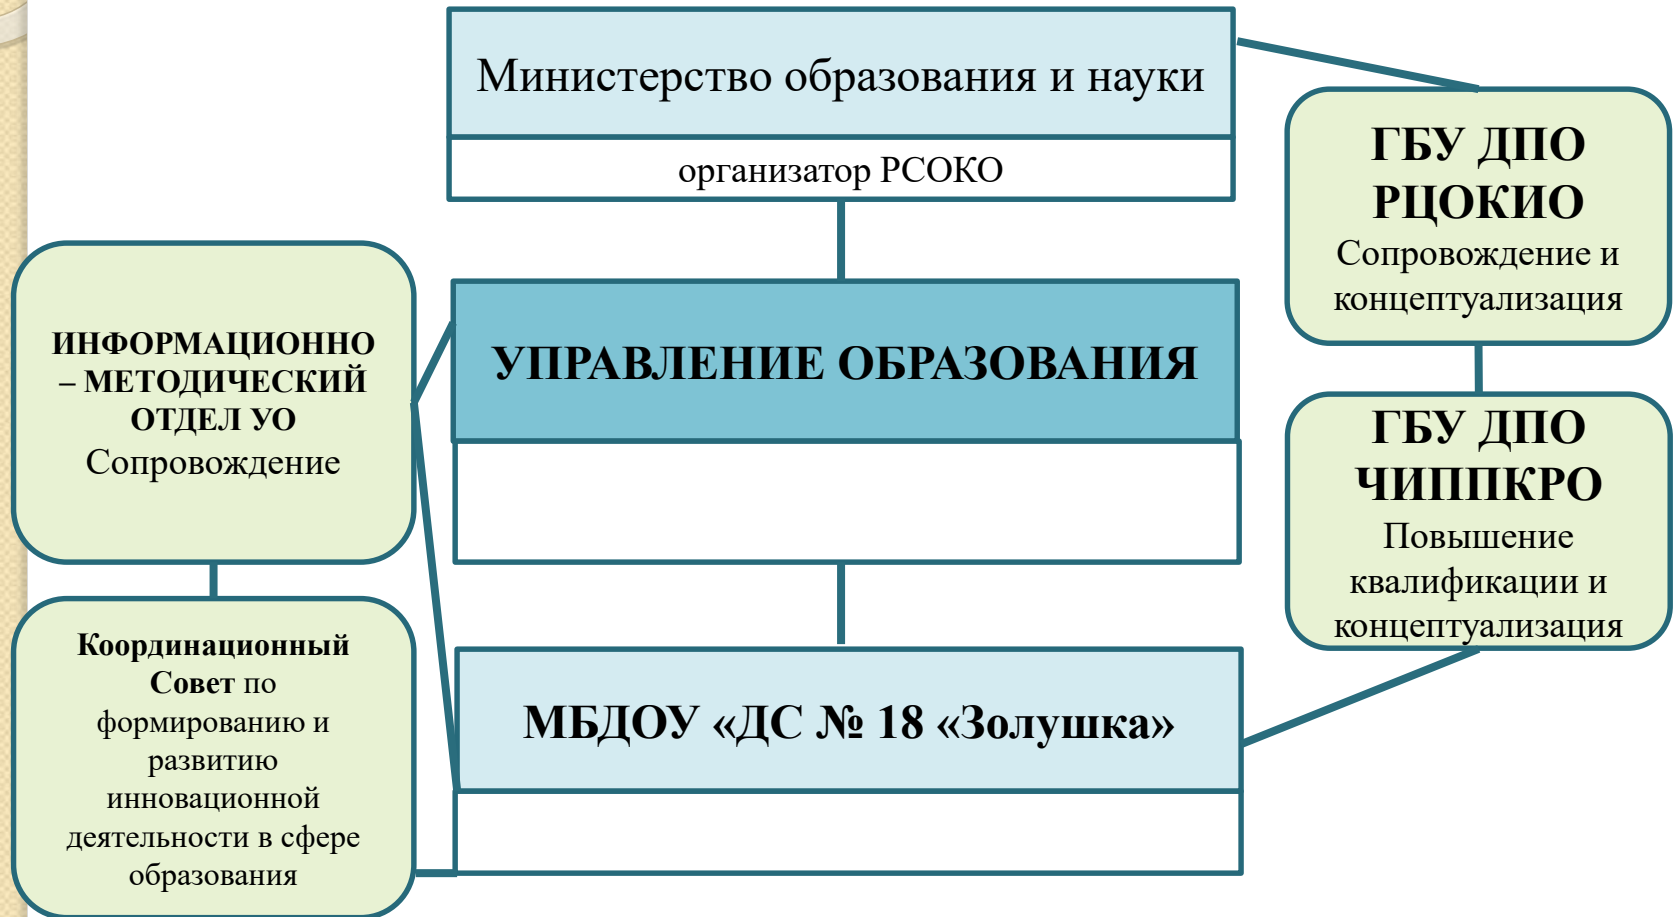 Министерство образования и науки
организатор РСОКО
ГБУ ДПО
РЦОКИО
Сопровождение и
концептуализация
ИНФОРМАЦИОННО
– МЕТОДИЧЕСКИЙ
ОТДЕЛ УО
Сопровождение
УПРАВЛЕНИЕ ОБРАЗОВАНИЯ
ГБУ ДПО
ЧИППКРО
Повышение
квалификации и
концептуализация
Координационный
Совет по
формированию и
развитию
инновационной
деятельности в сфере
образования
МБДОУ «ДС № 18 «Золушка»